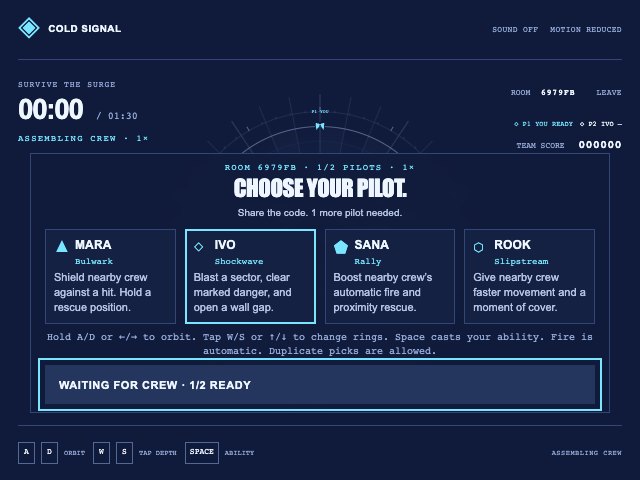 COLD SIGNAL
SOUND OFF MOTION REDUCED
SURVIVE THE SURGE
00:00 / 01:30
ASSEMBLING CREW · 1×
ROOM 6979FB LEAVE
◇ P1 YOU READY ◇ P2 IVO —
TEAM SCORE 000000
P1 YOU
ROOM 6979FB · 1/2 PILOTS · 1×
CHOOSE YOUR PILOT.
Share the code. 1 more pilot needed.
MARA
Bulwark
Shield nearby crew
against a hit. Hold a
rescue position.
IVO
Shockwave
Blast a sector, clear
marked danger, and
open a wall gap.
SANA
Rally
Boost nearby crew's
automatic fire and
proximity rescue.
ROOK
Slipstream
Give nearby crew
faster movement and a
moment of cover.
Hold A/D or ←/→ to orbit. Tap W/S or ↑/↓ to change rings. Space casts your ability. Fire is
automatic. Duplicate picks are allowed.
WAITING FOR CREW · 1/2 READY
A D ORBIT W S TAP DEPTH SPACE ABILITY
ASSEMBLING CREW